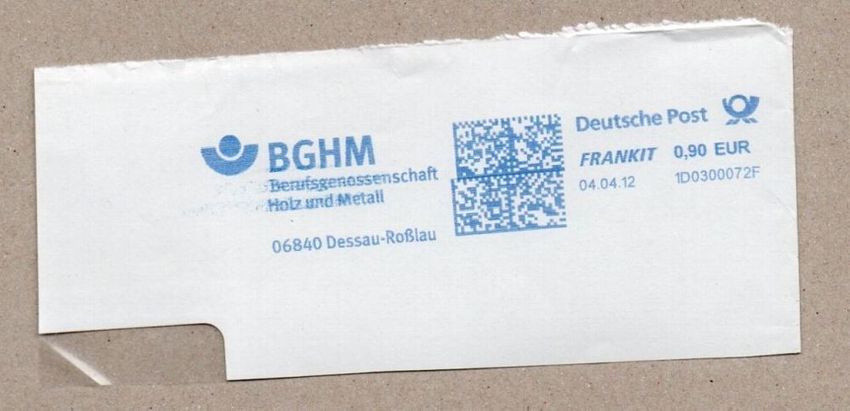 BGHM
Berufsgenossenschaft
Holz und Metall
06840 Dessau-Roßlau
Deutsche Post
FRANKIT 0,90 EUR
04.04.12 1D0300072F